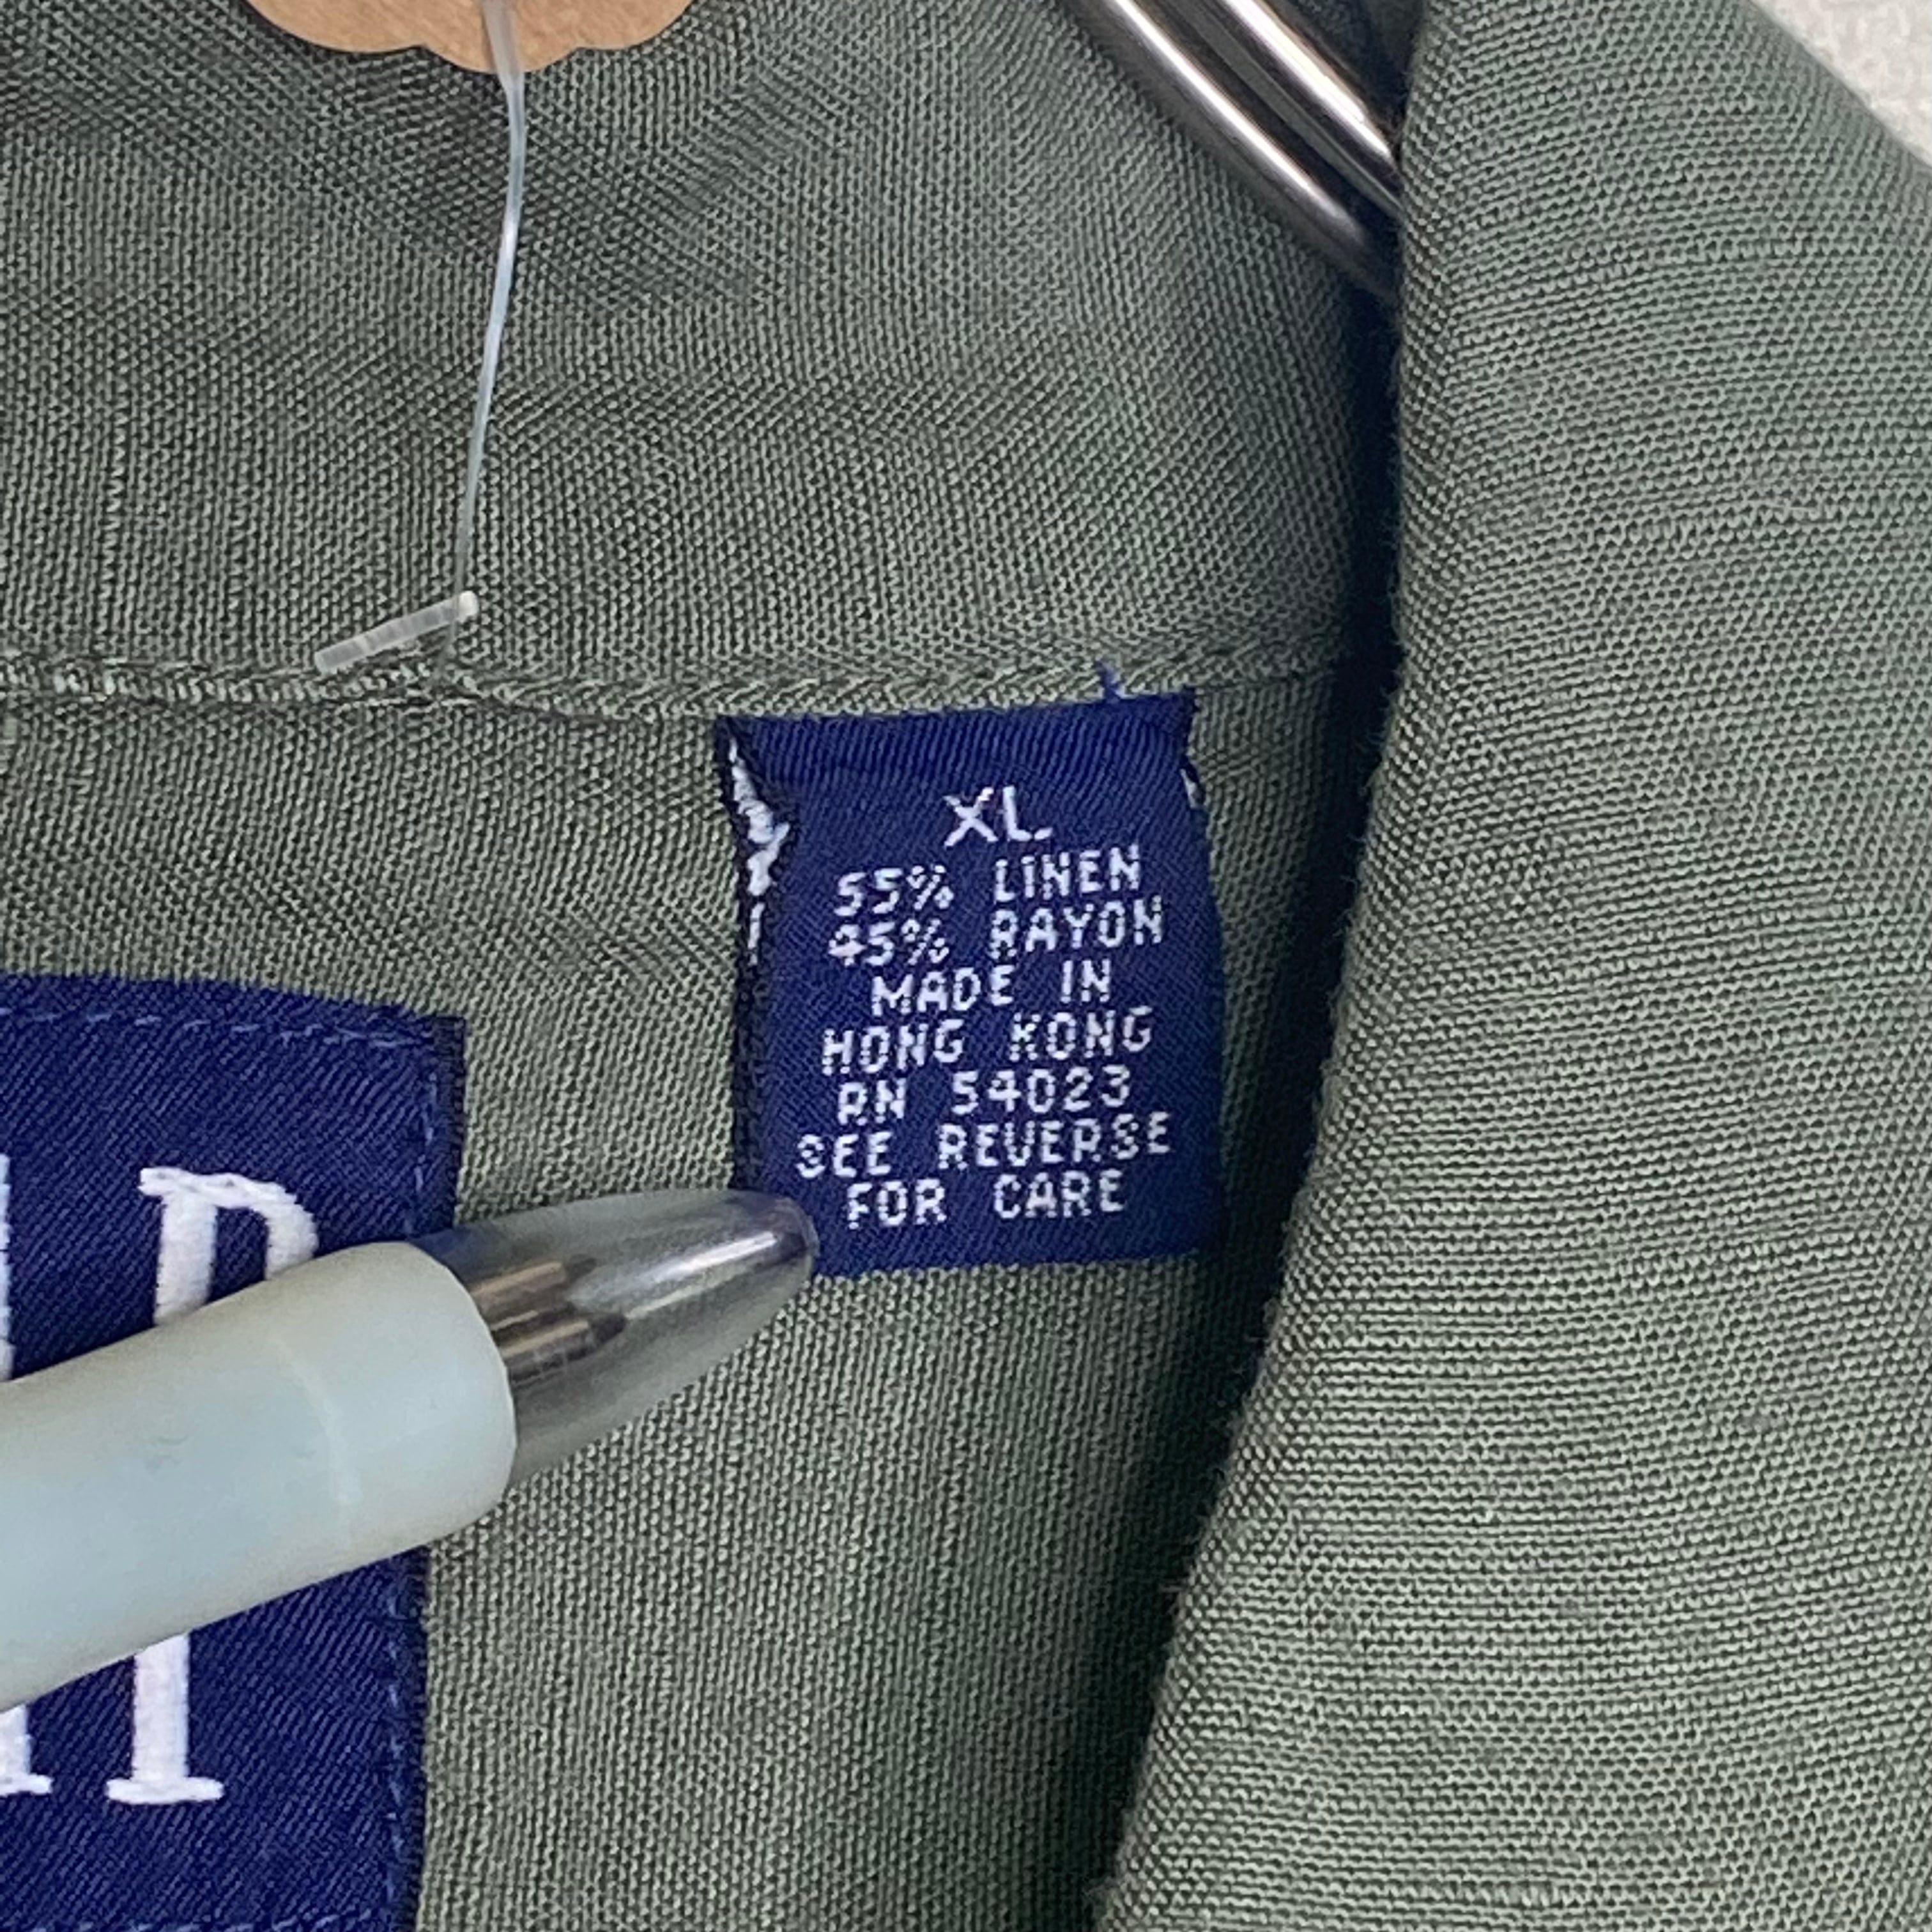 XL
55% LINEN
45% RAYON
MADE IN
HONG KONG
RN 54023
SEE REVERSE
FOR CARE
P